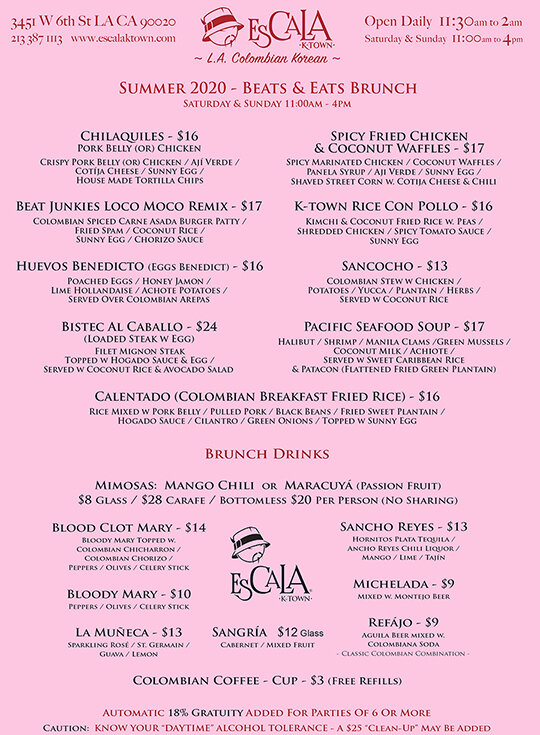 3451 W 6th St LA CA 90020
213 387 1113 www.escalaktown.com
EsCALA
·K-TOWN·
~ L.A. Colombian Korean ~
Open Daily 11:30am to 2am
Saturday & Sunday 11:00am to 4pm
Summer 2020 - Beats & Eats Brunch
Saturday & Sunday 11:00am - 4pm
Chilaquiles - $16
Pork Belly (or) Chicken
Crispy Pork Belly (or) Chicken / Ají Verde /
Cotíja Cheese / Sunny Egg /
House Made Tortilla Chips
Spicy Fried Chicken
& Coconut Waffles - $17
Spicy Marinated Chicken / Coconut Waffles /
Panela Syrup / Aji Verde / Sunny Egg /
Shaved Street Corn w. Cotija Cheese & Chili
Beat Junkies Loco Moco Remix - $17
Colombian Spiced Carne Asada Burger Patty /
Fried Spam / Coconut Rice /
Sunny Egg / Chorizo Sauce
K-town Rice Con Pollo - $16
Kimchi & Coconut Fried Rice w. Peas /
Shredded Chicken / Spicy Tomato Sauce /
Sunny Egg
Huevos Benedicto (Eggs Benedict) - $16
Poached Eggs / Honey Jamon /
Lime Hollandaise / Achote Potatoes /
Served Over Colombian Arepas
Sancocho - $13
Colombian Stew w Chicken /
Potatoes / Yucca / Plantain / Herbs /
Served w Coconut Rice
Bistec Al Caballo - $24
(Loaded Steak w Egg)
Filet Mignon Steak
Topped w Hogado Sauce & Egg /
Served w Coconut Rice & Avocado Salad
Pacific Seafood Soup - $17
Halibut / Shrimp / Manila Clams /Green Mussels /
Coconut Milk / Achiote /
Served w Sweet Caribbean Rice
& Patacon (Flattened Fried Green Plantain)
Calentado (Colombian Breakfast Fried Rice) - $16
Rice Mixed w Pork Belly / Pulled Pork / Black Beans / Fried Sweet Plantain /
Hogado Sauce / Cilantro / Green Onions / Topped w Sunny Egg
Brunch Drinks
Mimosas: Mango Chili or Maracuyá (Passion Fruit)
$8 Glass / $28 Carafe / Bottomless $20 Per Person (No Sharing)
Blood Clot Mary - $14
Bloody Mary Topped w.
Colombian Chicharron /
Colombian Chorizo /
Peppers / Olives / Celery Stick
Sancho Reyes - $13
Hornitos Plata Tequila /
Ancho Reyes Chili Liquor /
Mango / Lime / Tajín
EsCALA
·K-TOWN·
Bloody Mary - $10
Peppers / Olives / Celery Stick
Michelada - $9
Mixed w. Montejo Beer
La Muñeca - $13
Sparkling Rosé / St. Germain /
Guava / Lemon
Sangría $12 Glass
Cabernet / Mixed Fruit
Refájo - $9
Aguila Beer mixed w.
Colombiana Soda
- Classic Colombian Combination -
Colombian Coffee - Cup - $3 (Free Refills)
Automatic 18% Gratuity Added For Parties Of 6 Or More
Caution: Know your "Daytime" Alcohol Tolerance - A $25 "Clean-Up" May Be Added